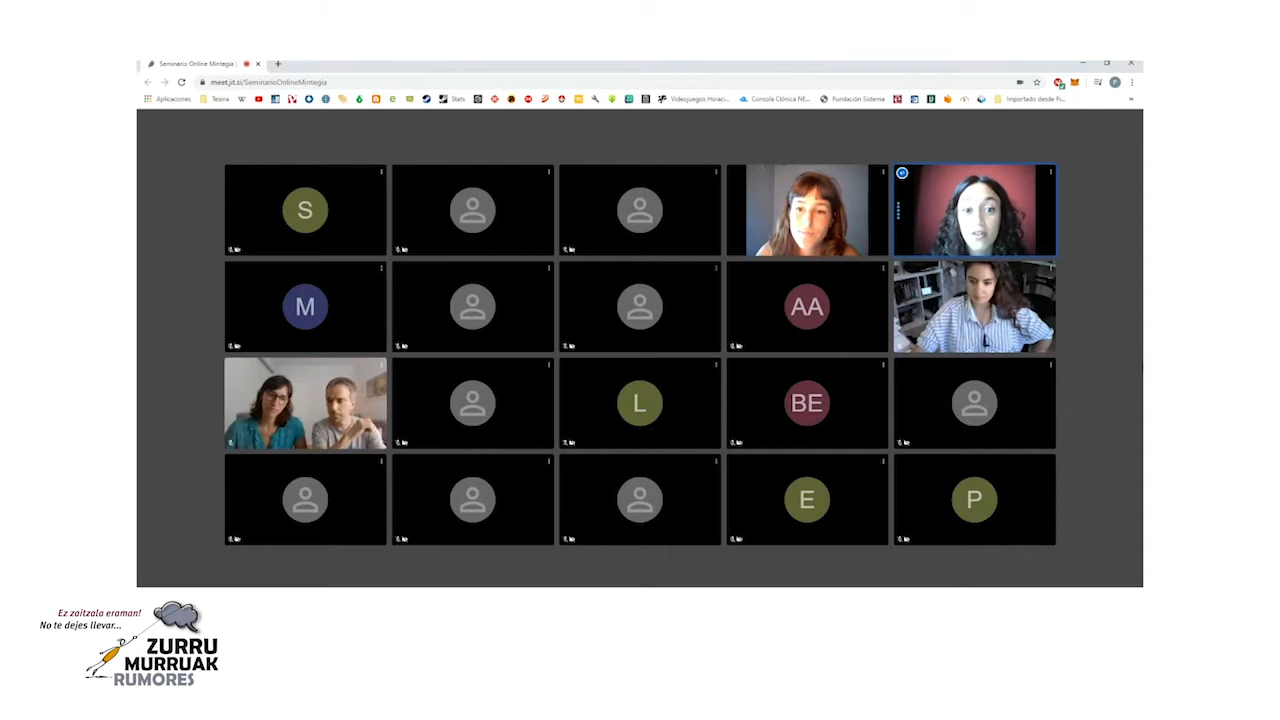 Seminario Online Mintegia |
meet.jit.si/SeminarioOnlineMintegia
P
Aplicaciones
Tesina
Stats
Videojuegos Horaci...
Consola Clónica NE...
Fundación Sistema
Importado desde Fi...
S
M
AA
L
BE
E
P
Ez zaitzala eraman!
No te dejes llevar...
ZURRU
MURRUAK
RUMORES